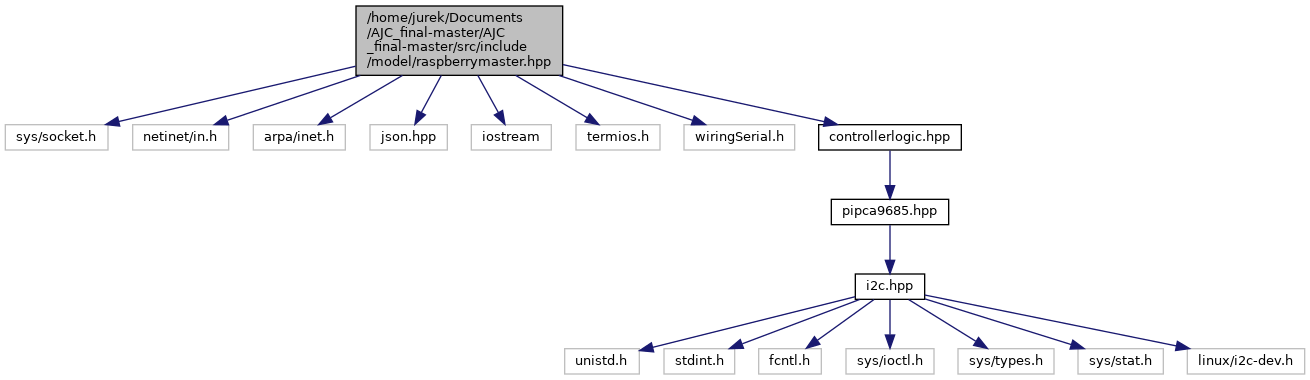 /home/jurek/Documents
/AJC_final-master/AJC
_final-master/src/include
/model/raspberrymaster.hpp
sys/socket.h
netinet/in.h
arpa/inet.h
json.hpp
iostream
termios.h
wiringSerial.h
controllerlogic.hpp
pipca9685.hpp
i2c.hpp
unistd.h
stdint.h
fcntl.h
sys/ioctl.h
sys/types.h
sys/stat.h
linux/i2c-dev.h